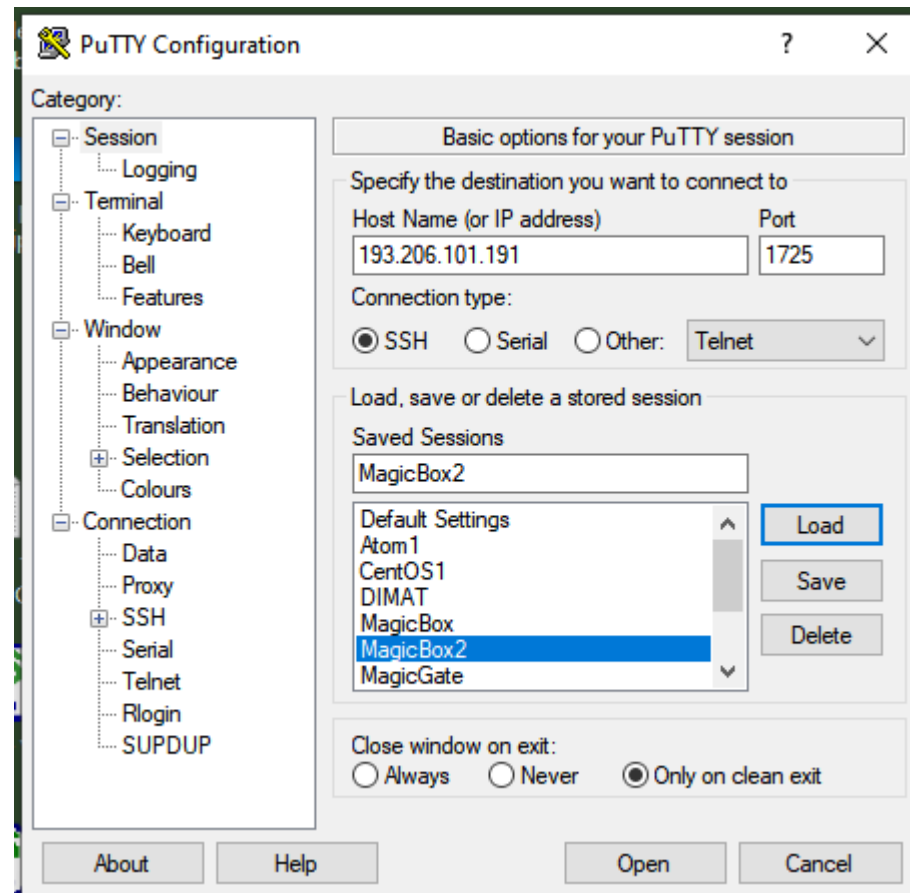 PuTTY Configuration
?
Category:
Session
Logging
Terminal
Keyboard
Bell
Features
Window
Appearance
Behaviour
Translation
Selection
Colours
Connection
Data
Proxy
SSH
Serial
Telnet
Rlogin
SUPDUP
Basic options for your PuTTY session
Specify the destination you want to connect to
Host Name (or IP address) Port
193.206.101.191 1725
Connection type:
SSH Serial Other: Telnet
Load, save or delete a stored session
Saved Sessions
MagicBox2
Default Settings
Atom1
CentOS1
DIMAT
MagicBox
MagicBox2
MagicGate
Load
Save
Delete
Close window on exit:
Always Never Only on clean exit
About Help Open Cancel